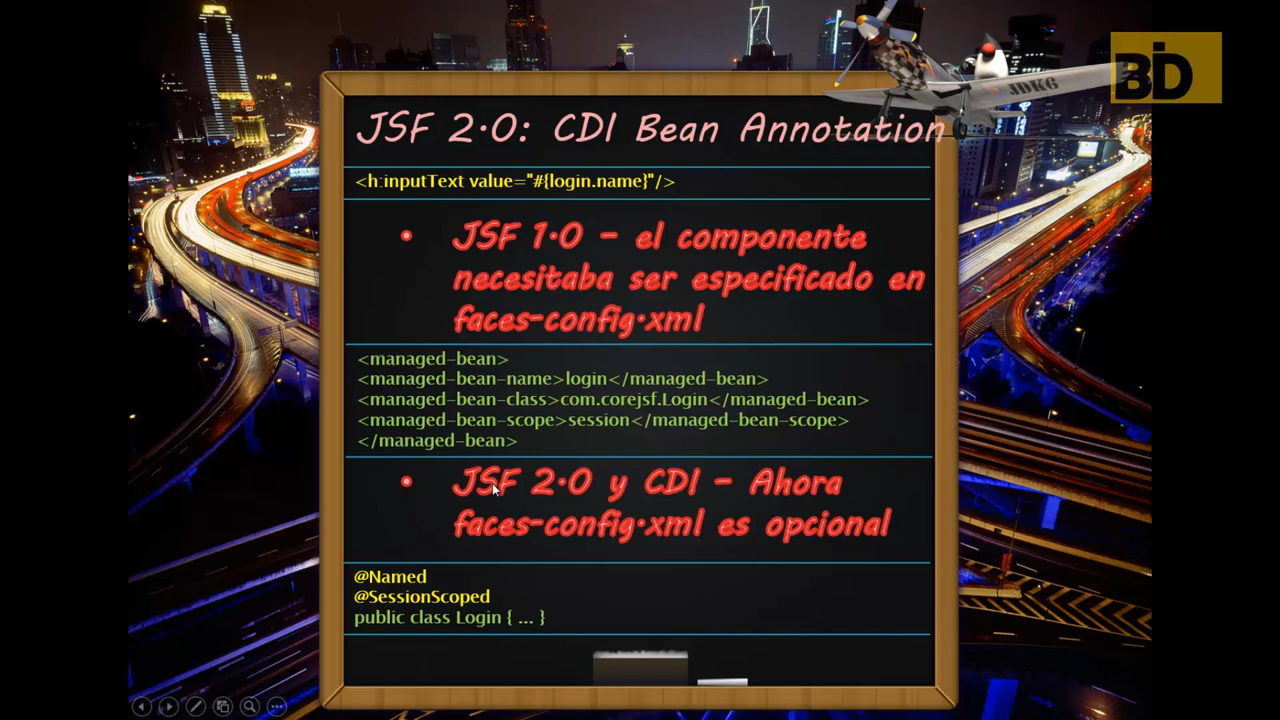 BD
JDK6
JSF 2.0: CDI Bean Annotation
<h:inputText value="#{login.name}"/>
• JSF 1.0 – el componente
necesitaba ser especificado en
faces-config.xml
<managed-bean>
<managed-bean-name>login</managed-bean>
<managed-bean-class>com.corejsf.Login</managed-bean>
<managed-bean-scope>session</managed-bean-scope>
</managed-bean>
• JSF 2.0 y CDI – Ahora
faces-config.xml es opcional
@Named
@SessionScoped
public class Login { ... }